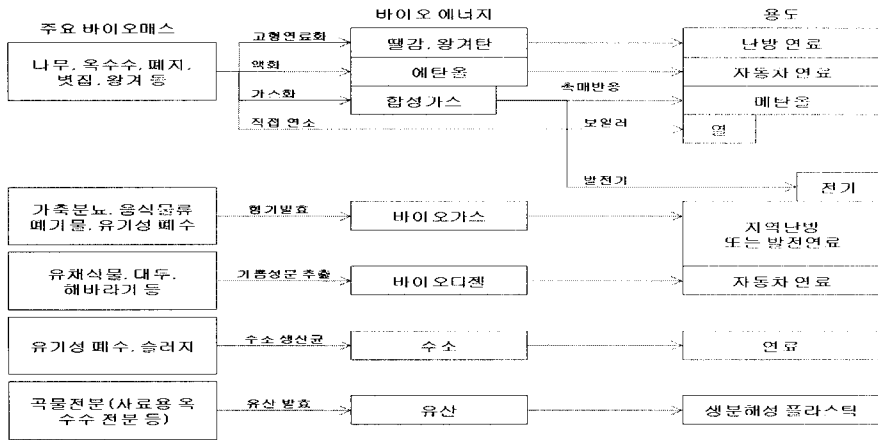 주요 바이오매스
바이오 에너지
용도
나무, 옥수수, 폐지,
볏짚, 왕겨 등
고형연료화
땔감, 왕겨탄
난방 연료
액화
에탄올
자동차 연료
가스화
합성가스
촉매반응
메탄올
직접 연소
보일러
열
발전기
전기
가축분뇨, 음식물류
폐기물, 유기성 폐수
혐기발효
바이오가스
지역난방
또는 발전연료
유채식물, 대두,
해바라기 등
기름성분 추출
바이오디젤
자동차 연료
유기성 폐수, 슬러지
수소 생산균
수소
연료
곡물전분(사료용 옥
수수 전분 등)
유산 발효
유산
생분해성 플라스틱